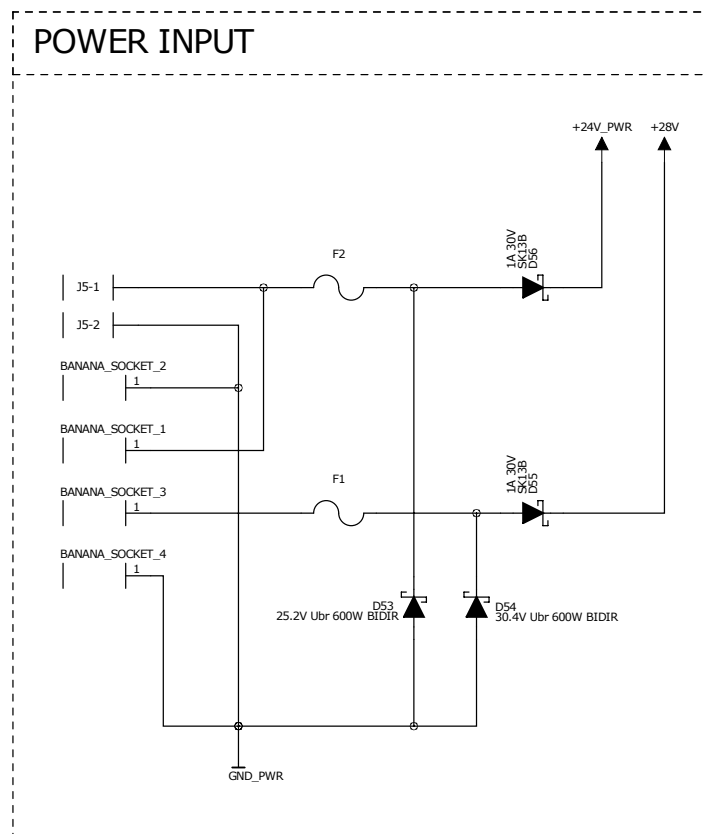 POWER INPUT
+24V_PWR
+28V
F2
1A 30V
SK13B
D56
J5-1
J5-2
BANANA_SOCKET_2
1
BANANA_SOCKET_1
1
F1
1A 30V
SK13B
D55
BANANA_SOCKET_3
1
BANANA_SOCKET_4
1
D53
25.2V Ubr 600W BIDIR
D54
30.4V Ubr 600W BIDIR
GND_PWR